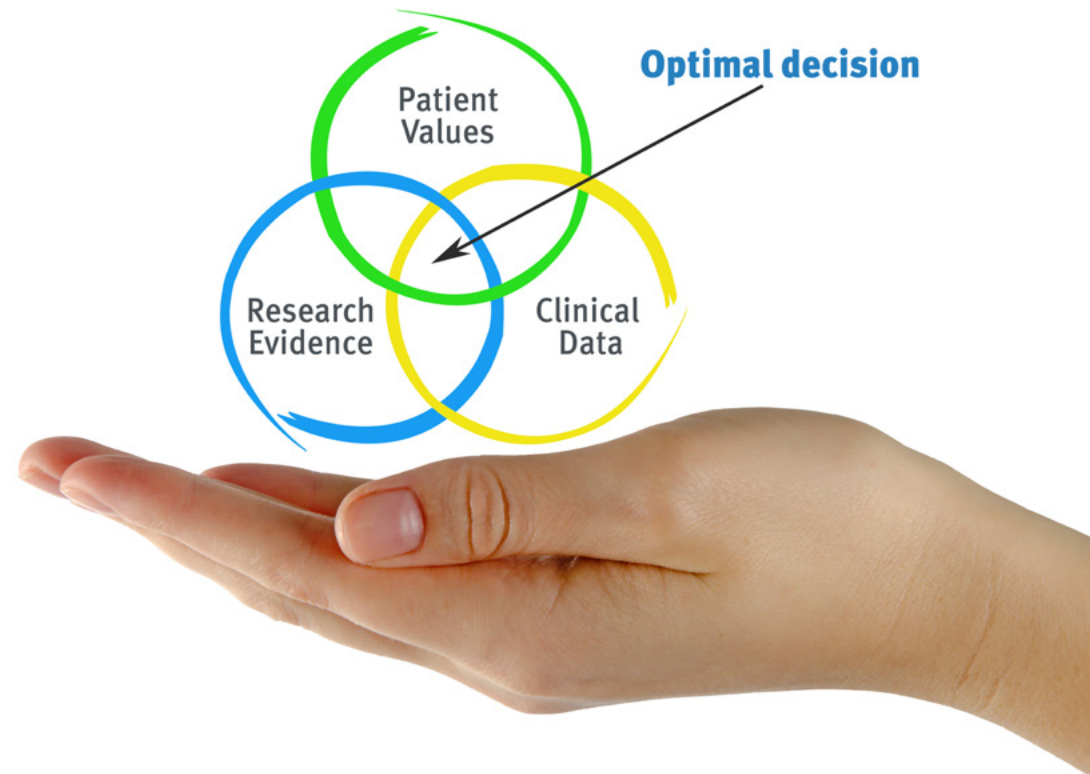 Optimal decision
Patient
Values
Research
Evidence
Clinical
Data